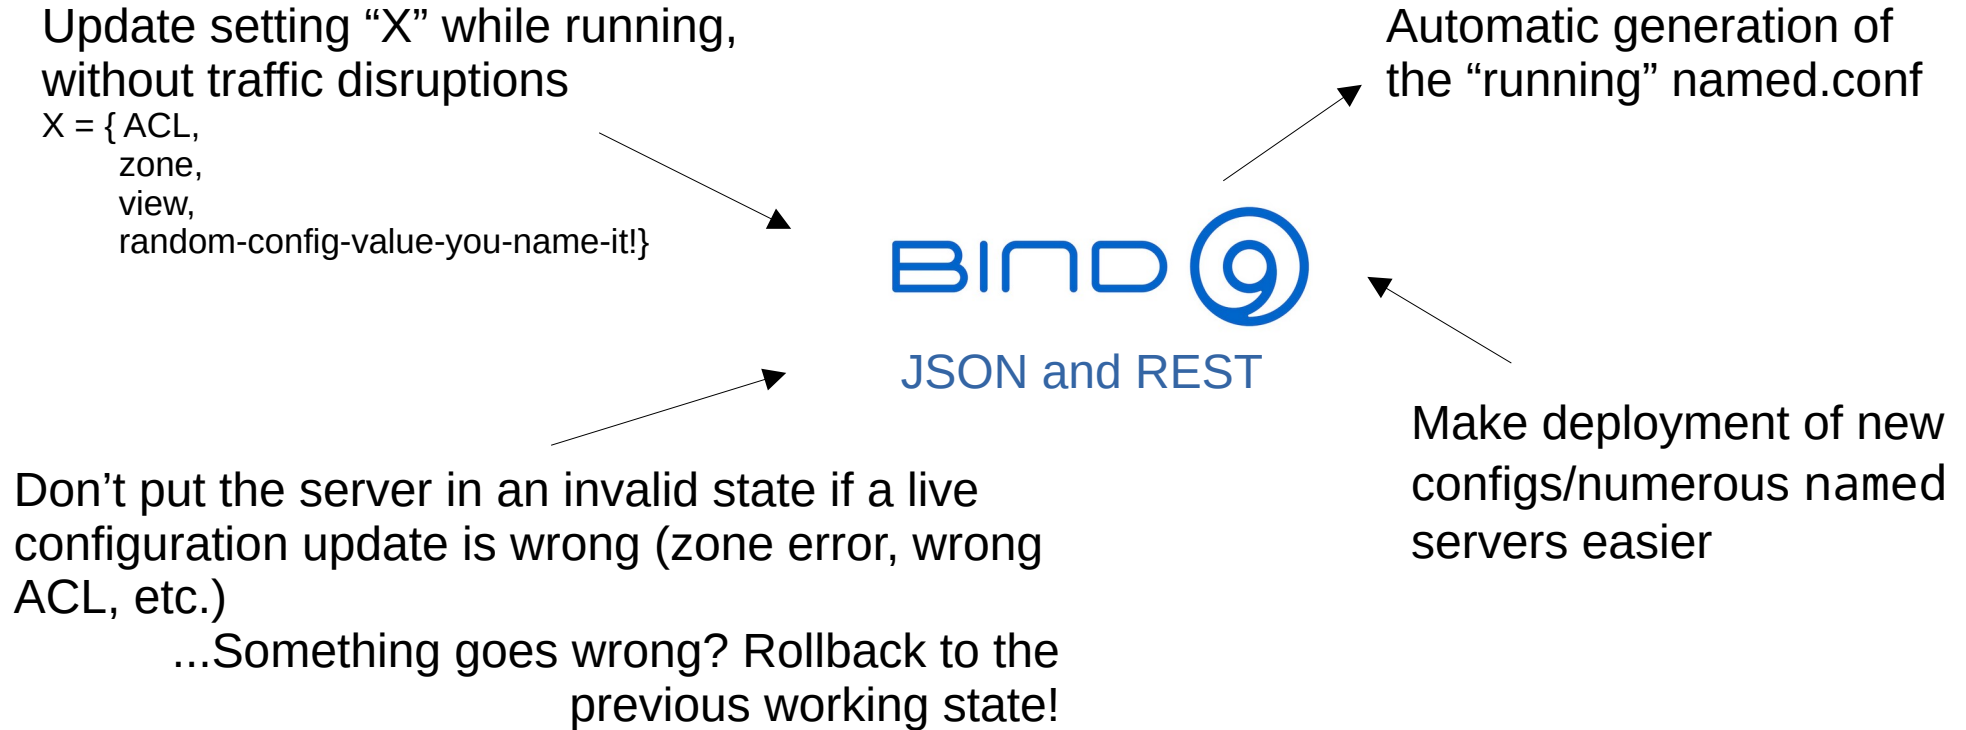 Update setting “X” while running,
without traffic disruptions
X = { ACL,
zone,
view,
random-config-value-you-name-it!}
Automatic generation of
the “running” named.conf
BIND 9
JSON and REST
Don’t put the server in an invalid state if a live
configuration update is wrong (zone error, wrong
ACL, etc.)
...Something goes wrong? Rollback to the
previous working state!
Make deployment of new
configs/numerous named
servers easier